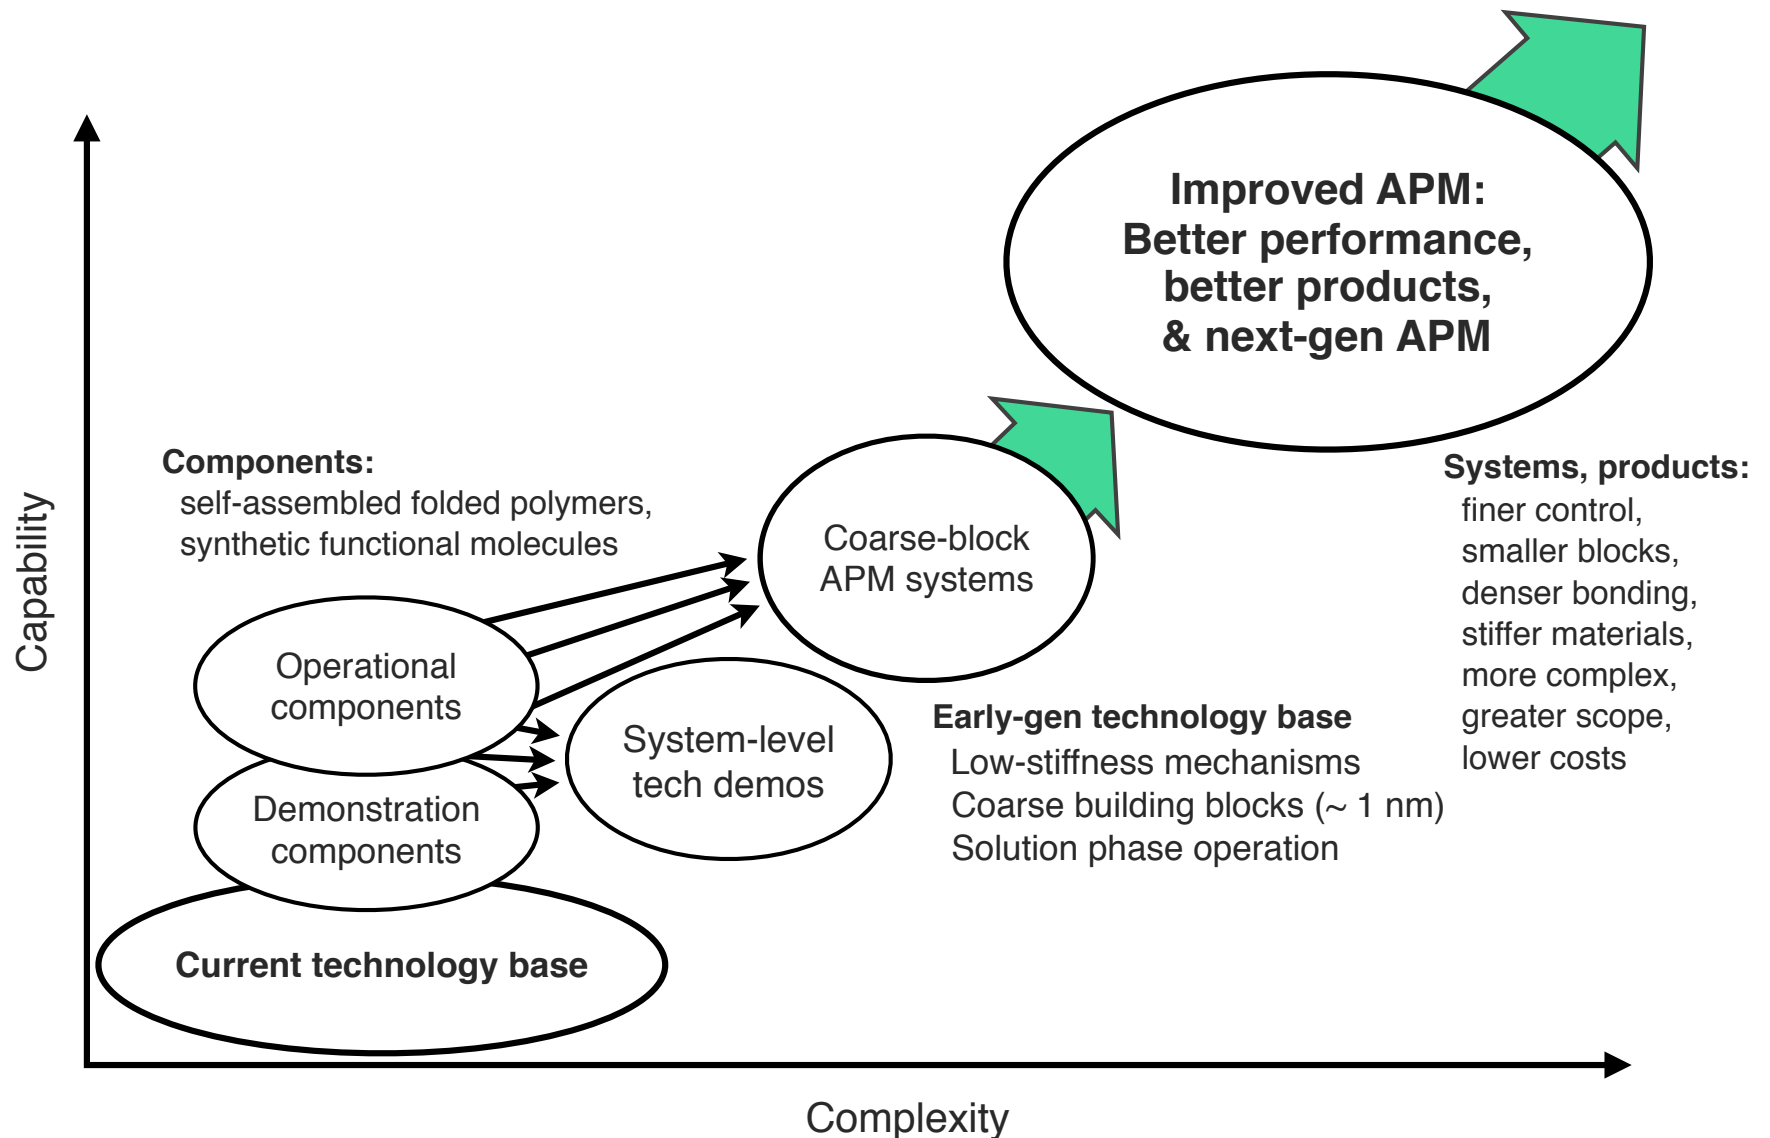 Improved APM:
Better performance,
better products,
& next-gen APM
Components:
self-assembled folded polymers,
synthetic functional molecules
Systems, products:
finer control,
smaller blocks,
denser bonding,
stiffer materials,
more complex,
greater scope,
lower costs
Coarse-block
APM systems
Capability
Operational
components
System-level
tech demos
Early-gen technology base
Low-stiffness mechanisms
Coarse building blocks (~ 1 nm)
Solution phase operation
Demonstration
components
Current technology base
Complexity